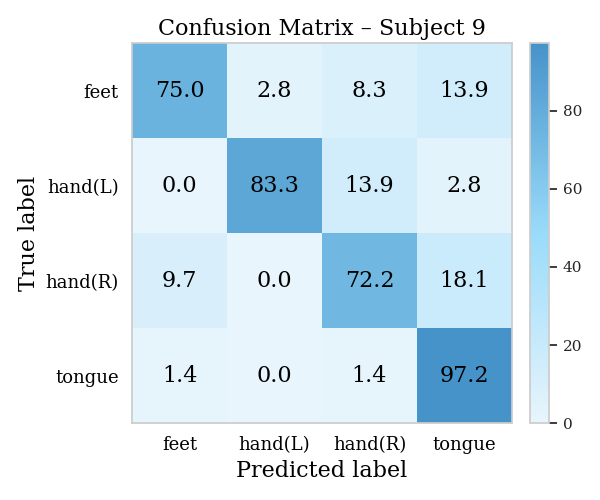 Confusion Matrix – Subject 9
True label
feet 75.0 2.8 8.3 13.9
hand(L) 0.0 83.3 13.9 2.8
hand(R) 9.7 0.0 72.2 18.1
tongue 1.4 0.0 1.4 97.2
feet hand(L) hand(R) tongue
Predicted label
80
60
40
20
0